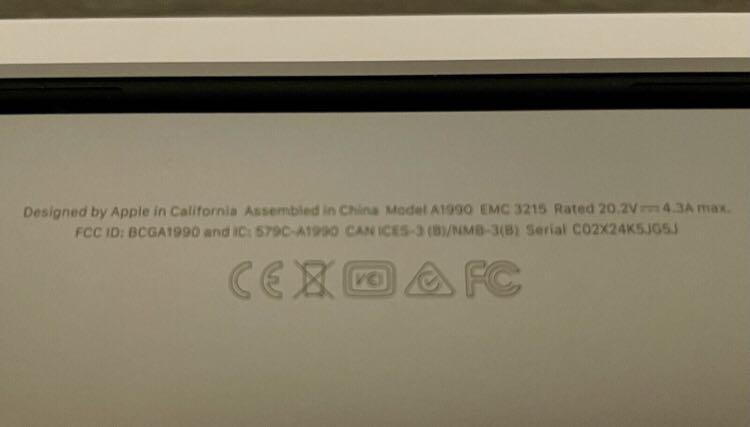 Designed by Apple in California Assembled in China Model A1990 EMC 3215 Rated 20.2V⎓4.3A max.
FCC ID: BCGA1990 and IC: 579C-A1990 CAN ICES-3 (B)/NMB-3(B) Serial C02X24K5JG5J
CE VCI FC